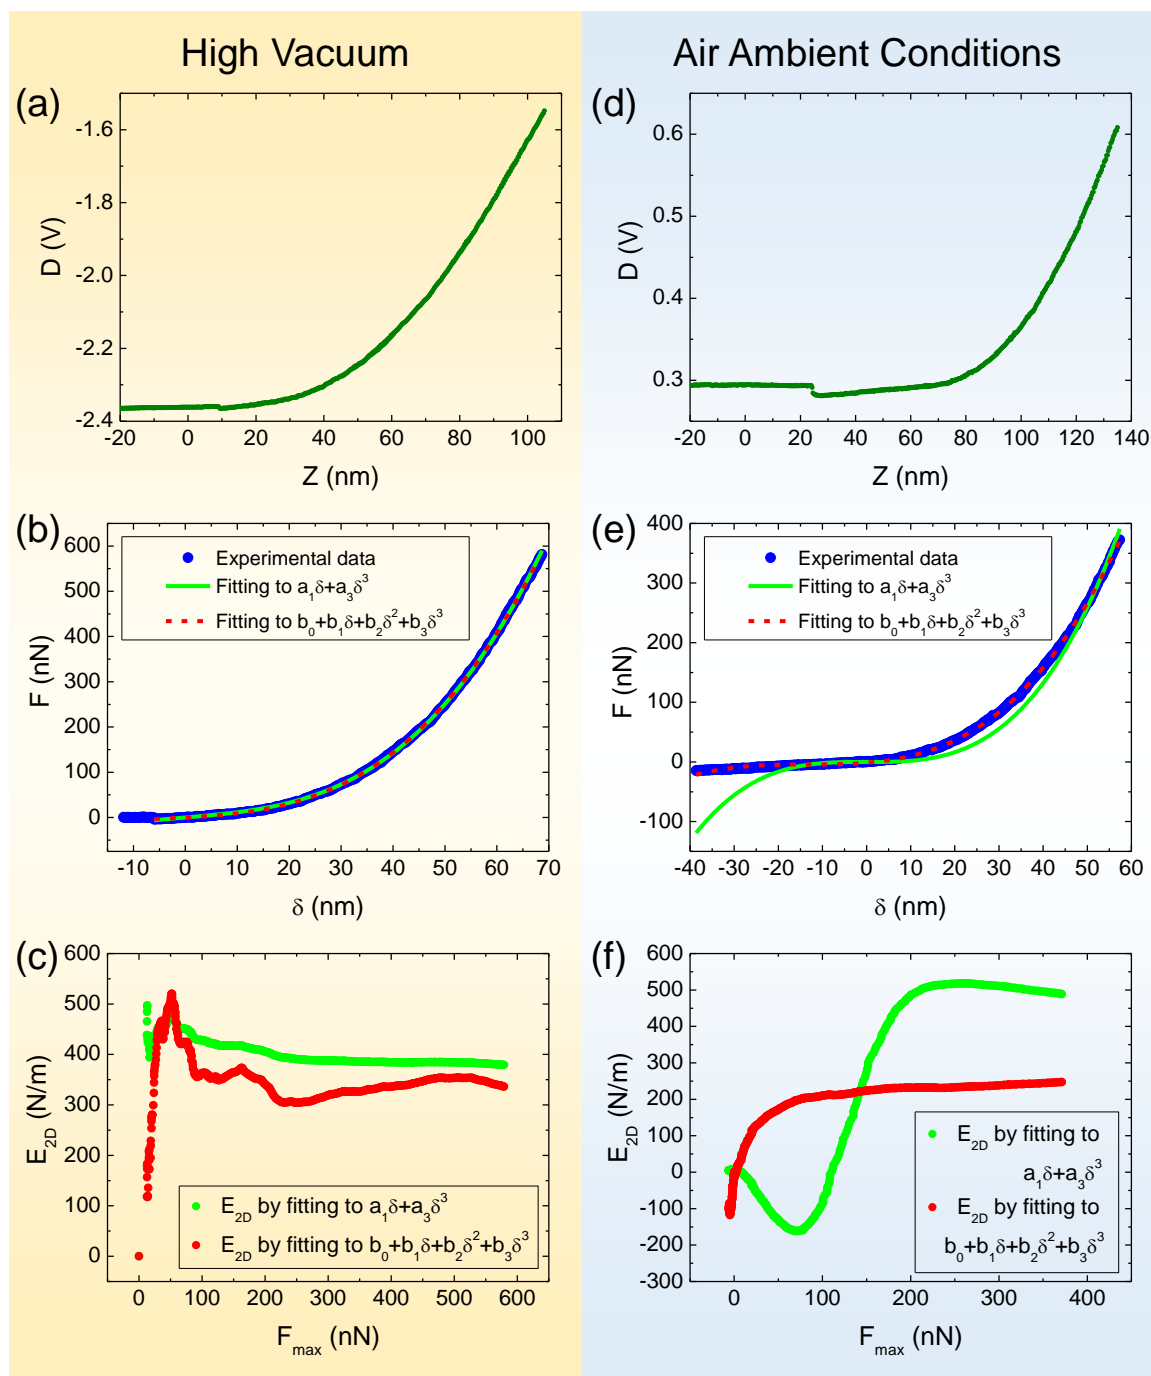 High Vacuum
Air Ambient Conditions
(a)
-1.6
-1.8
-2.0
-2.2
-2.4
D (V)
-20 0 20 40 60 80 100
Z (nm)
(d)
0.6
0.5
0.4
0.3
D (V)
-20 0 20 40 60 80 100 120 140
Z (nm)
(b)
600
500
400
300
200
100
0
F (nN)
Experimental data
Fitting to a₁δ+a₃δ³
Fitting to b₀+b₁δ+b₂δ²+b₃δ³
-10 0 10 20 30 40 50 60 70
δ (nm)
(e)
400
300
200
100
0
-100
F (nN)
Experimental data
Fitting to a₁δ+a₃δ³
Fitting to b₀+b₁δ+b₂δ²+b₃δ³
-40 -30 -20 -10 0 10 20 30 40 50 60
δ (nm)
(c)
600
500
400
300
200
100
0
E₂D (N/m)
E₂D by fitting to a₁δ+a₃δ³
E₂D by fitting to b₀+b₁δ+b₂δ²+b₃δ³
0 100 200 300 400 500 600
Fmax (nN)
(f)
600
500
400
300
200
100
0
-100
-200
-300
E₂D (N/m)
E₂D by fitting to
a₁δ+a₃δ³
E₂D by fitting to
b₀+b₁δ+b₂δ²+b₃δ³
0 100 200 300 400
Fmax (nN)